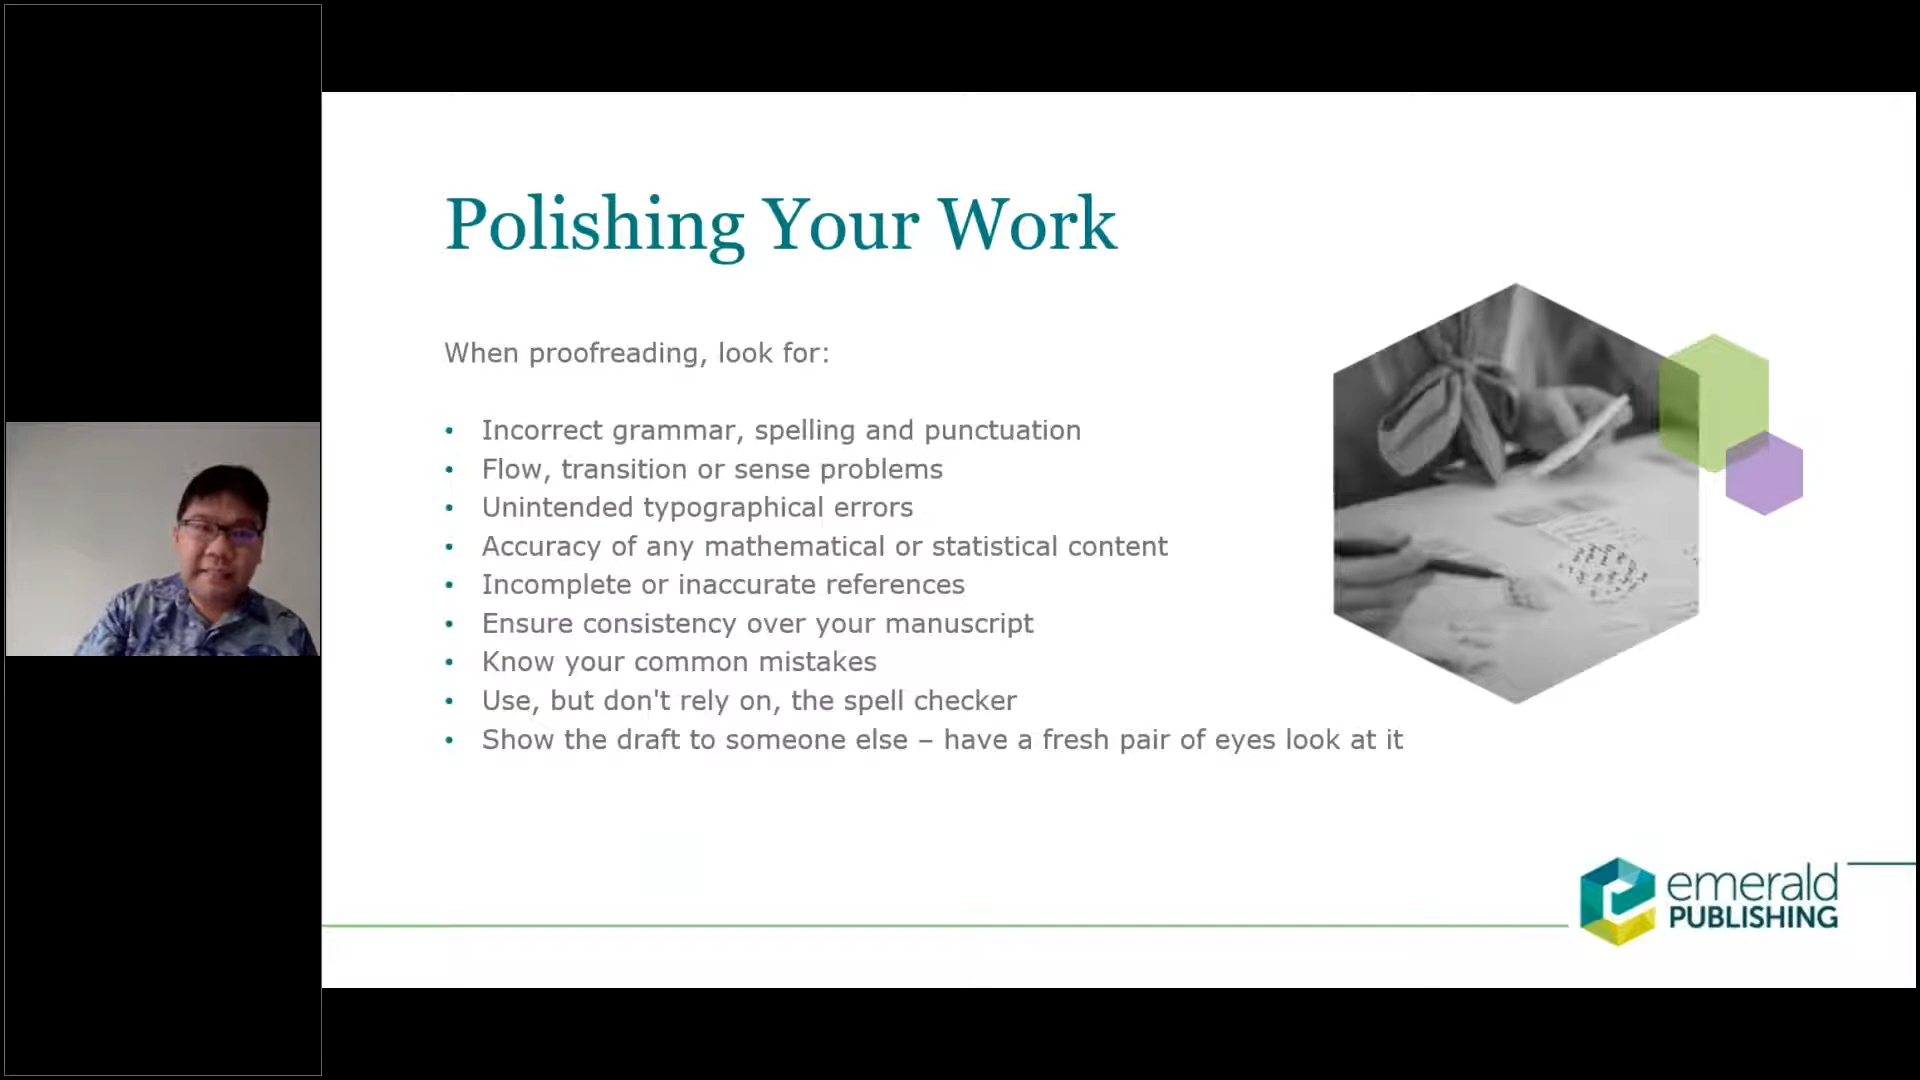 Polishing Your Work
When proofreading, look for:
• Incorrect grammar, spelling and punctuation
• Flow, transition or sense problems
• Unintended typographical errors
• Accuracy of any mathematical or statistical content
• Incomplete or inaccurate references
• Ensure consistency over your manuscript
• Know your common mistakes
• Use, but don't rely on, the spell checker
• Show the draft to someone else – have a fresh pair of eyes look at it
emerald
PUBLISHING